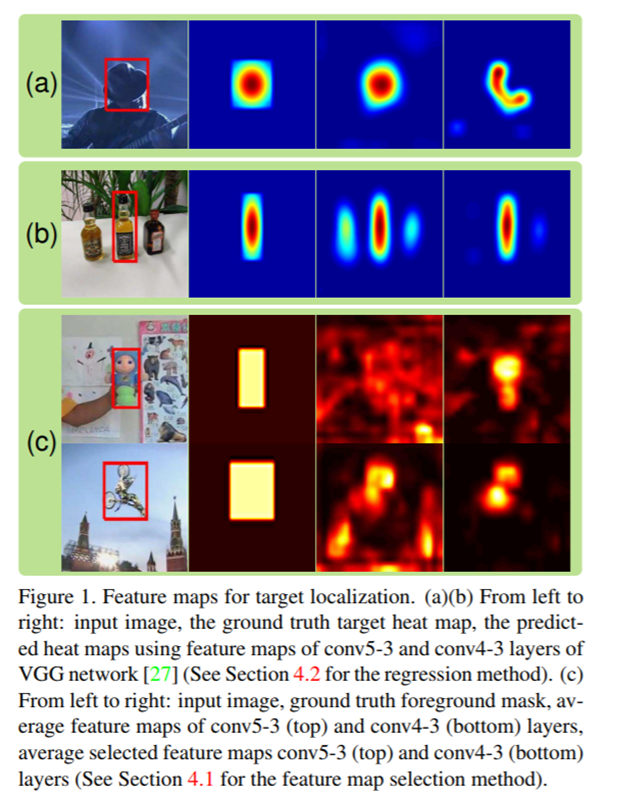 (a)
(b)
(c)
Figure 1. Feature maps for target localization. (a)(b) From left to
right: input image, the ground truth target heat map, the predict-
ed heat maps using feature maps of conv5-3 and conv4-3 layers of
VGG network [27] (See Section 4.2 for the regression method). (c)
From left to right: input image, ground truth foreground mask, av-
erage feature maps of conv5-3 (top) and conv4-3 (bottom) layers,
average selected feature maps conv5-3 (top) and conv4-3 (bottom)
layers (See Section 4.1 for the feature map selection method).